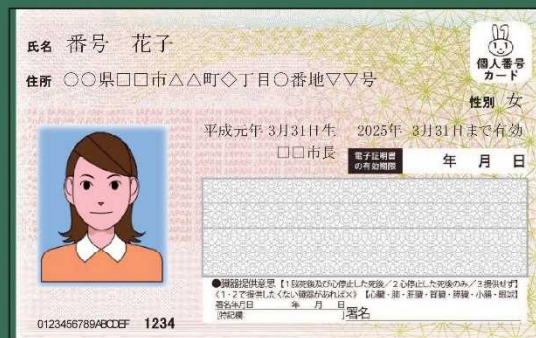 氏名 番号 花子
個人番号
カード
住所 ○○県□□市△△町◇丁目○番地▽▽号
性別 女
平成元年 3月31日生 2025年 3月31日まで有効
□□市長
電子証明書
の有効期限
年 月 日
●臓器提供意思【1脳死後及び心停止した死後/2心停止した死後のみ/3提供せず】
《1・2で提供したくない臓器があれば×》【心臓・肺・肝臓・腎臓・膵臓・小腸・眼球】
署名年月日 年 月 日
[特記欄 ] 署名
0123456789ABCDEF 1234